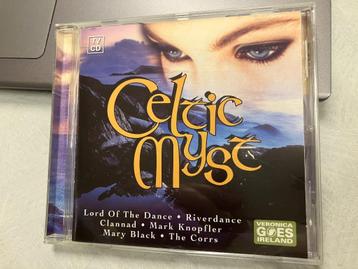 TV
CD
Celtic
Myst
Lord Of The Dance • Riverdance
Clannad • Mark Knopfler
Mary Black • The Corrs
VERONICA
GOES
IRELAND